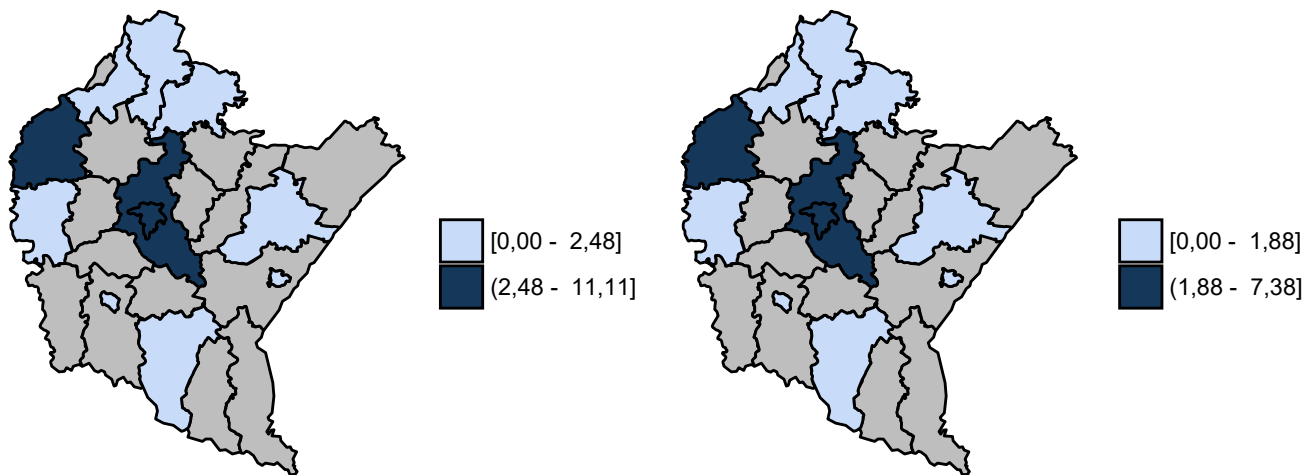 [0,00 -  2,48]
(2,48 -  11,11]
[0,00 -  1,88]
(1,88 -  7,38]